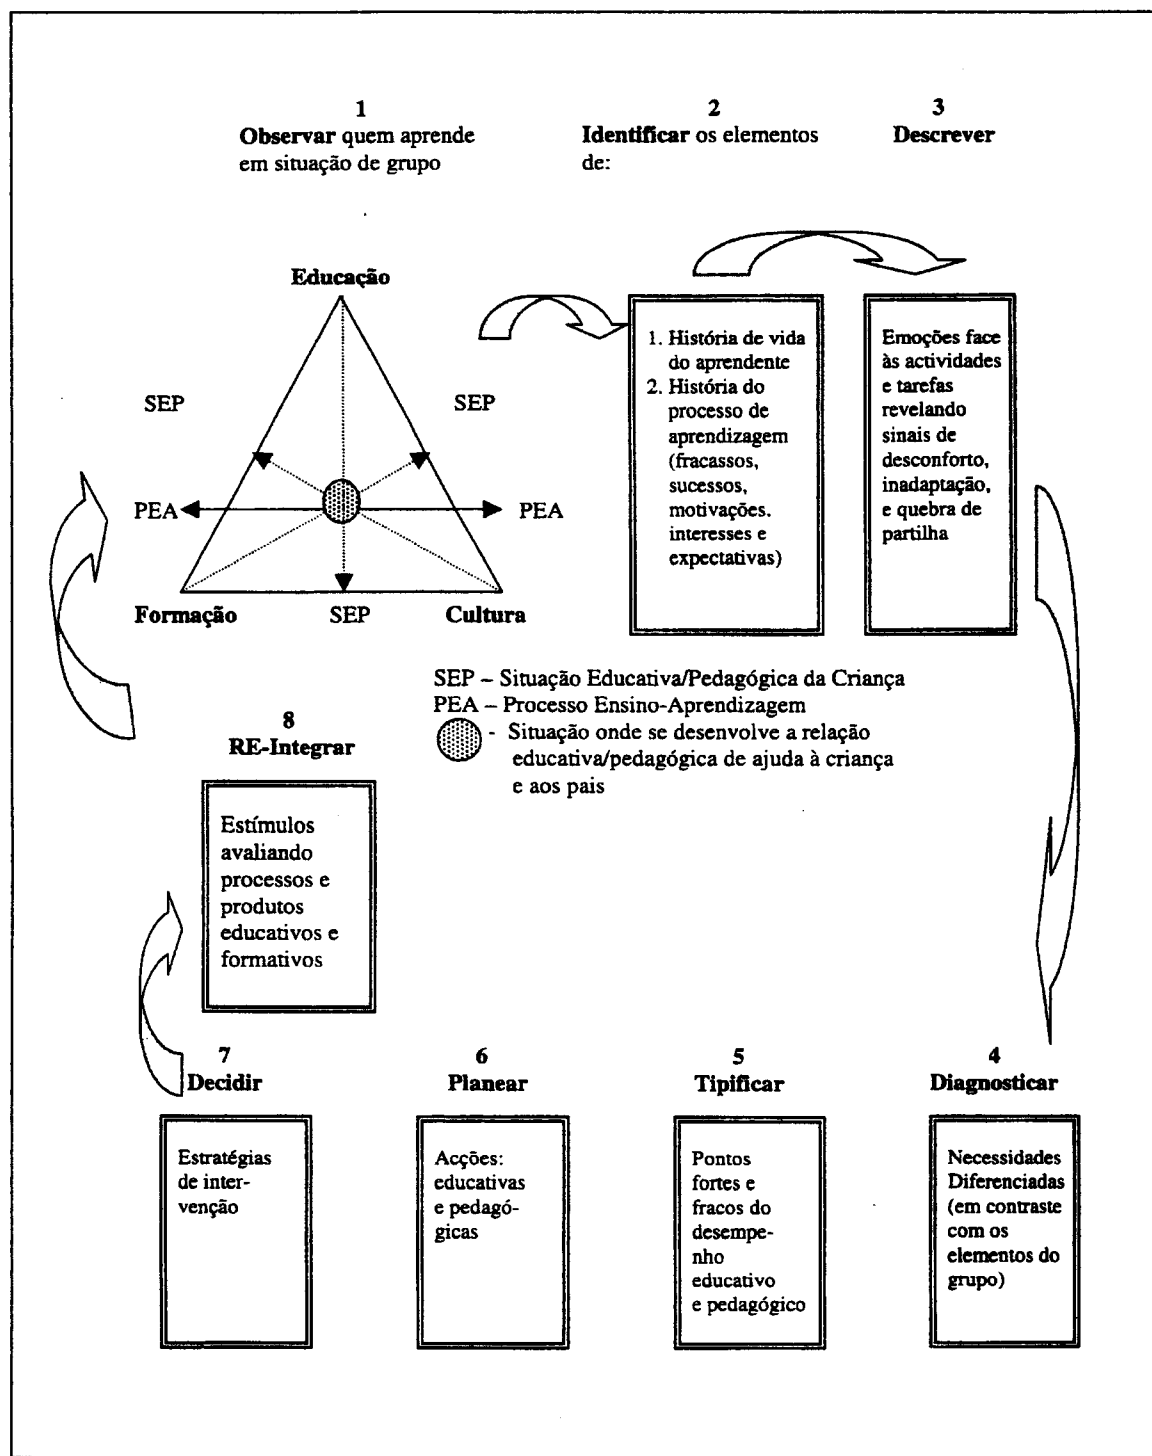 1
Observar quem aprende
em situação de grupo
2
Identificar os elementos
de:
3
Descrever
Educação
SEP
SEP
PEA
PEA
Formação
SEP
Cultura
1. História de vida
do aprendente
2. História do
processo de
aprendizagem
(fracassos,
sucessos,
motivações.
interesses e
expectativas)
Emoções face
às actividades
e tarefas
revelando
sinais de
desconforto,
inadaptação,
e quebra de
partilha
SEP – Situação Educativa/Pedagógica da Criança
PEA – Processo Ensino-Aprendizagem
- Situação onde se desenvolve a relação
educativa/pedagógica de ajuda à criança
e aos pais
8
RE-Integrar
Estímulos
avaliando
processos e
produtos
educativos e
formativos
7
Decidir
Estratégias
de inter-
venção
6
Planear
Acções:
educativas
e pedagó-
gicas
5
Tipificar
Pontos
fortes e
fracos do
desempe-
nho
educativo
e pedagógico
4
Diagnosticar
Necessidades
Diferenciadas
(em contraste
com os
elementos do
grupo)